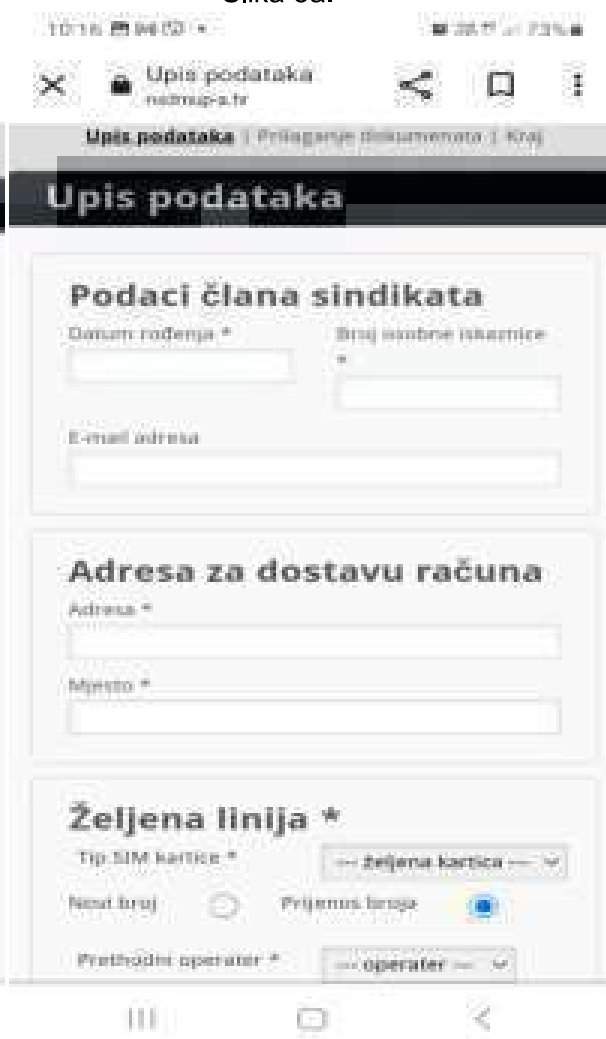 10:16
73%
Upis podataka
Upis podataka | Prilaganje dokumenata | Kraj
Upis podataka
Podaci člana sindikata
Datum rođenja *
Broj osobne iskaznice
*
E-mail adresa
Adresa za dostavu računa
Adresa *
Mjesto *
Željena linija *
Tip SIM kartice *
--- željena kartica ---
Novi broj
Prijenos broja
Prethodni operater *
--- operater ---